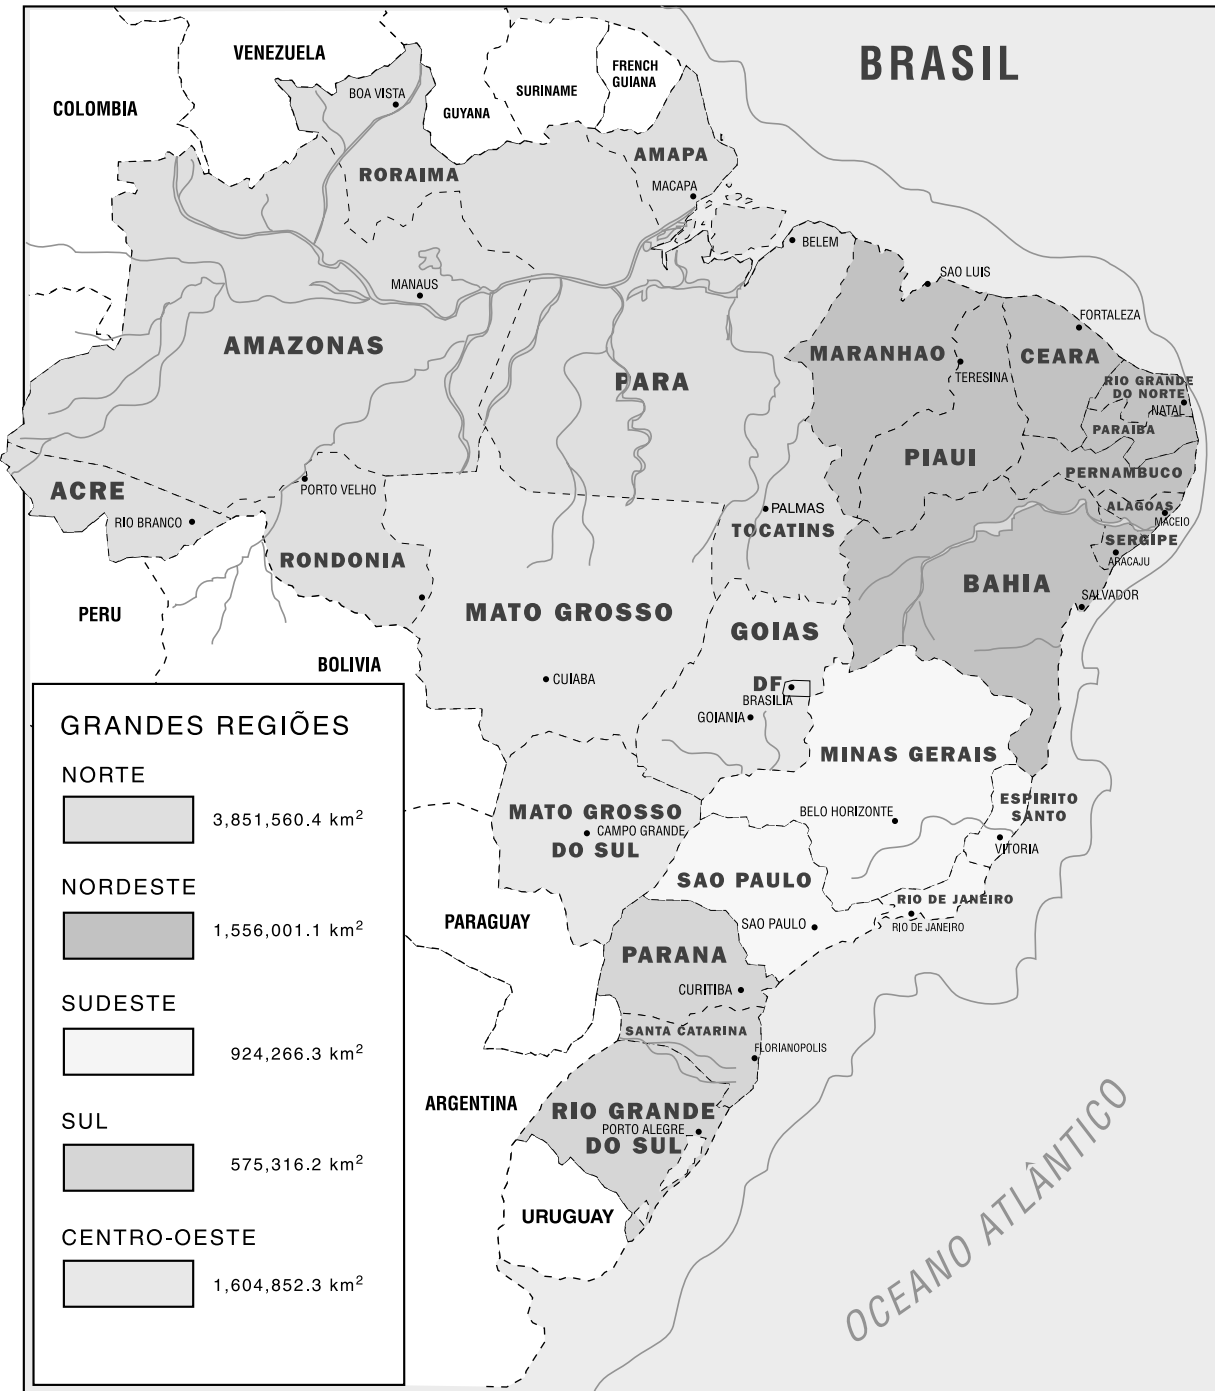 BRASIL
VENEZUELA
COLOMBIA
GUYANA
SURINAME
FRENCH
GUIANA
BOA VISTA
RORAIMA
AMAPA
MACAPA
BELEM
SAO LUIS
MANAUS
AMAZONAS
PARA
MARANHAO
TERESINA
CEARA
FORTALEZA
RIO GRANDE
DO NORTE
NATAL
PARAIBA
PIAUI
PERNAMBUCO
ALAGOAS
MACEIO
SERGIPE
ARACAJU
ACRE
RIO BRANCO
PORTO VELHO
RONDONIA
PALMAS
TOCATINS
BAHIA
SALVADOR
MATO GROSSO
CUIABA
GOIAS
DF
BRASILIA
GOIANIA
PERU
BOLIVIA
MINAS GERAIS
BELO HORIZONTE
ESPIRITO
SANTO
VITORIA
MATO GROSSO
CAMPO GRANDE
DO SUL
SAO PAULO
SAO PAULO
RIO DE JANEIRO
RIO DE JANEIRO
PARAGUAY
PARANA
CURITIBA
SANTA CATARINA
FLORIANOPOLIS
ARGENTINA
RIO GRANDE
PORTO ALEGRE
DO SUL
URUGUAY
OCEANO ATLÂNTICO
GRANDES REGIÕES
NORTE
3,851,560.4 km²
NORDESTE
1,556,001.1 km²
SUDESTE
924,266.3 km²
SUL
575,316.2 km²
CENTRO-OESTE
1,604,852.3 km²